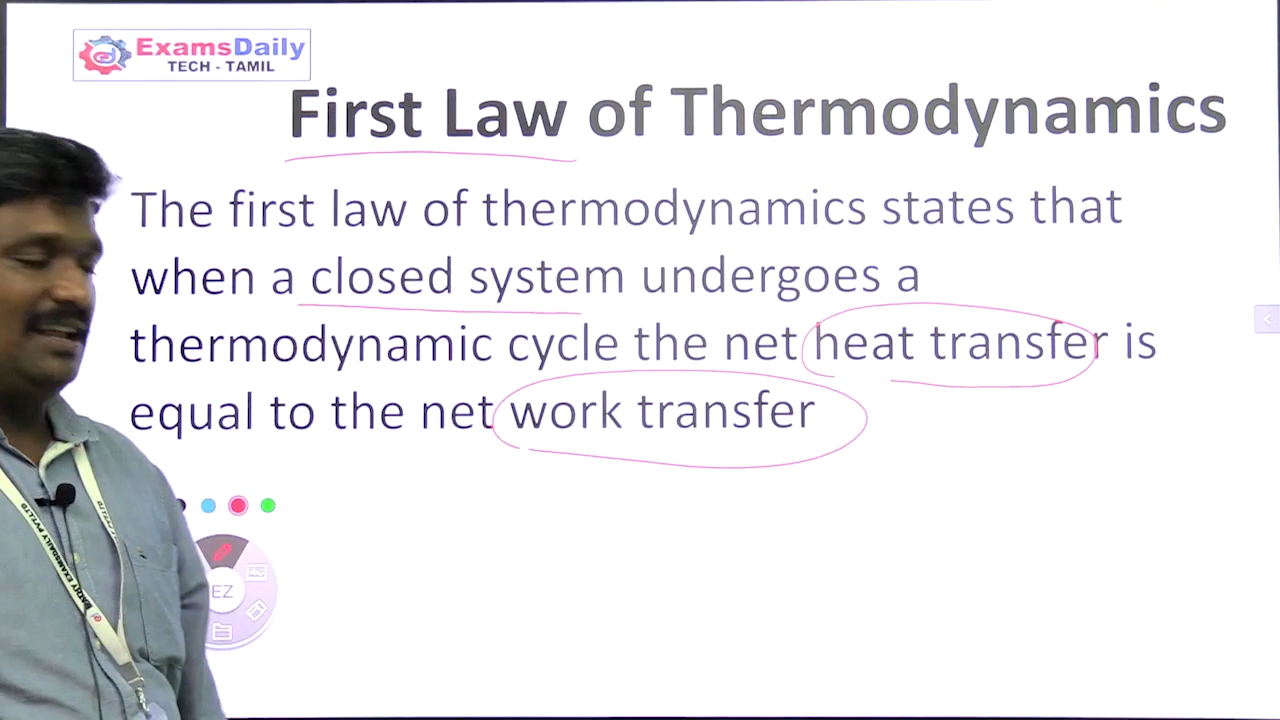 ExamsDaily
TECH - TAMIL
First Law of Thermodynamics
The first law of thermodynamics states that
when a closed system undergoes a
thermodynamic cycle the net heat transfer is
equal to the net work transfer
EZ